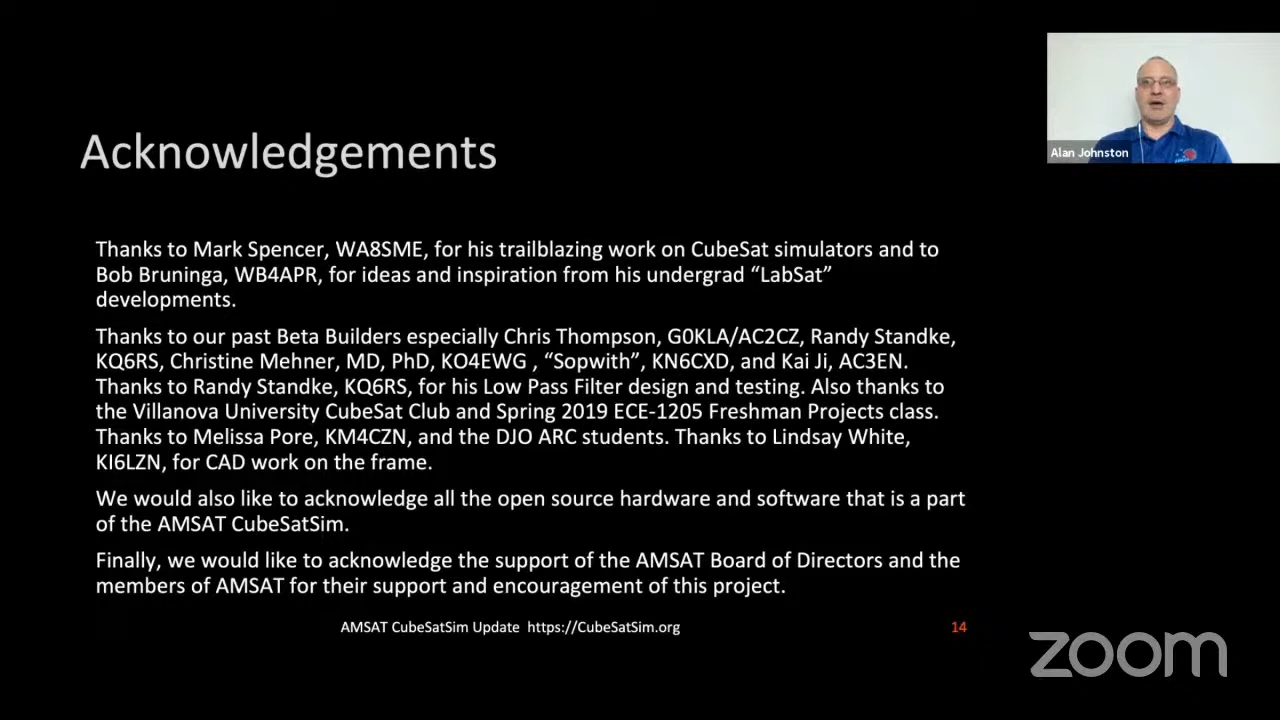 Acknowledgements
Alan Johnston
Thanks to Mark Spencer, WA8SME, for his trailblazing work on CubeSat simulators and to
Bob Bruninga, WB4APR, for ideas and inspiration from his undergrad “LabSat”
developments.
Thanks to our past Beta Builders especially Chris Thompson, G0KLA/AC2CZ, Randy Standke,
KQ6RS, Christine Mehner, MD, PhD, KO4EWG , “Sopwith”, KN6CXD, and Kai Ji, AC3EN.
Thanks to Randy Standke, KQ6RS, for his Low Pass Filter design and testing. Also thanks to
the Villanova University CubeSat Club and Spring 2019 ECE-1205 Freshman Projects class.
Thanks to Melissa Pore, KM4CZN, and the DJO ARC students. Thanks to Lindsay White,
KI6LZN, for CAD work on the frame.
We would also like to acknowledge all the open source hardware and software that is a part
of the AMSAT CubeSatSim.
Finally, we would like to acknowledge the support of the AMSAT Board of Directors and the
members of AMSAT for their support and encouragement of this project.
AMSAT CubeSatSim Update https://CubeSatSim.org
14
zoom